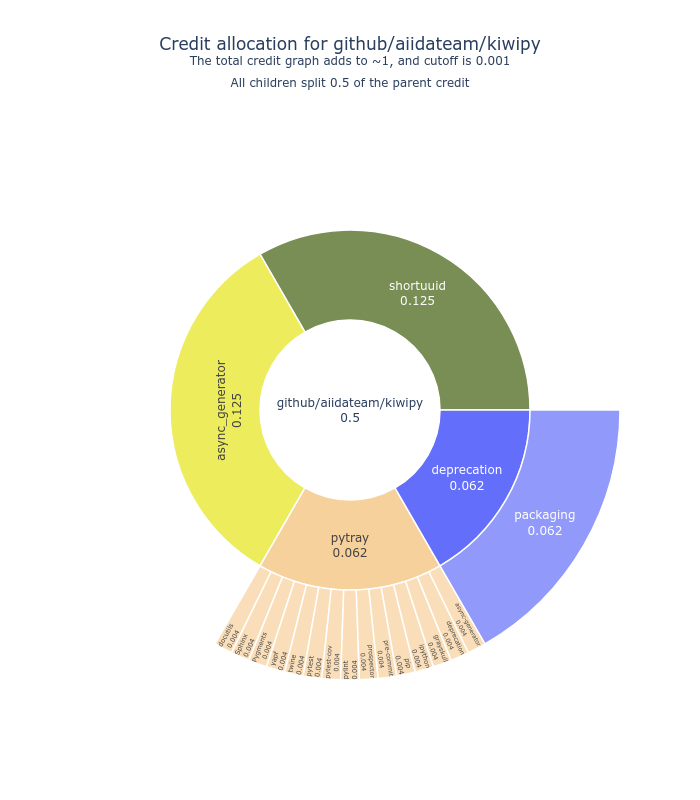 Credit allocation for github/aiidateam/kiwipy
The total credit graph adds to ~1, and cutoff is 0.001
All children split 0.5 of the parent credit
shortuuid
0.125
async_generator
0.125
github/aiidateam/kiwipy
0.5
deprecation
0.062
packaging
0.062
pytray
0.062
docutils
0.004
Sphinx
0.004
Pygments
0.004
yapf
0.004
twine
0.004
pytest
0.004
pytest-cov
0.004
pylint
0.004
prospector
0.004
pre-commit
0.004
pip
0.004
ipython
0.004
grayskull
0.004
deprecation
0.004
async-generator
0.004